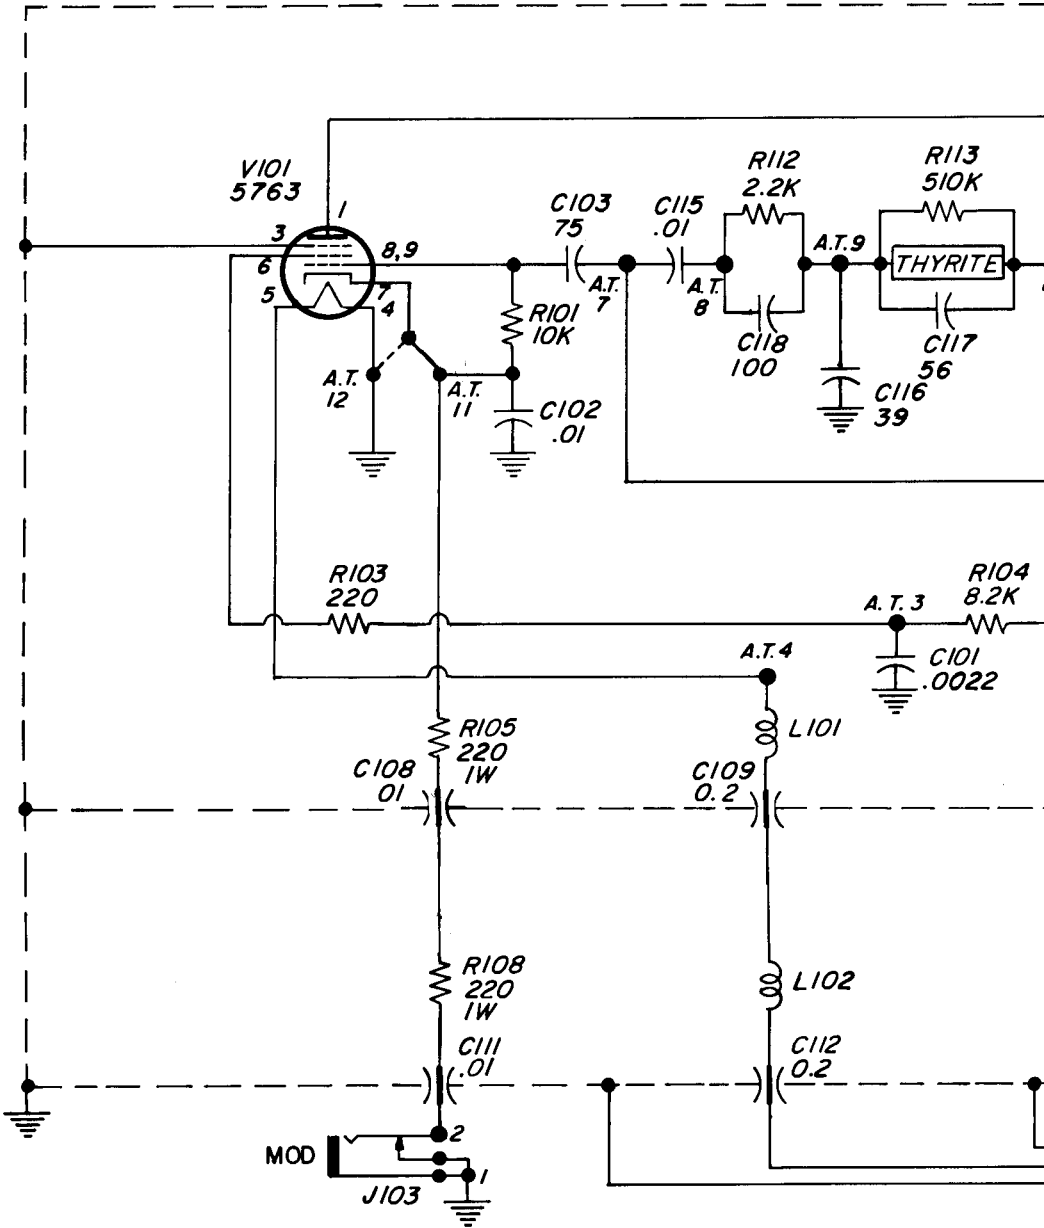 V101
5763
1
3
6
5
8,9
7
4
C103
75
C115
.01
R112
2.2K
R113
510K
A.T.9
THYRITE
A.T.
7
A.T.
8
R101
10K
C118
100
C117
56
C116
39
A.T.
12
A.T.
11
C102
.01
R103
220
A.T.3
R104
8.2K
C101
.0022
A.T.4
L101
R105
220
1W
C108
01
C109
0.2
R108
220
1W
L102
C111
.01
C112
0.2
2
MOD
1
J103